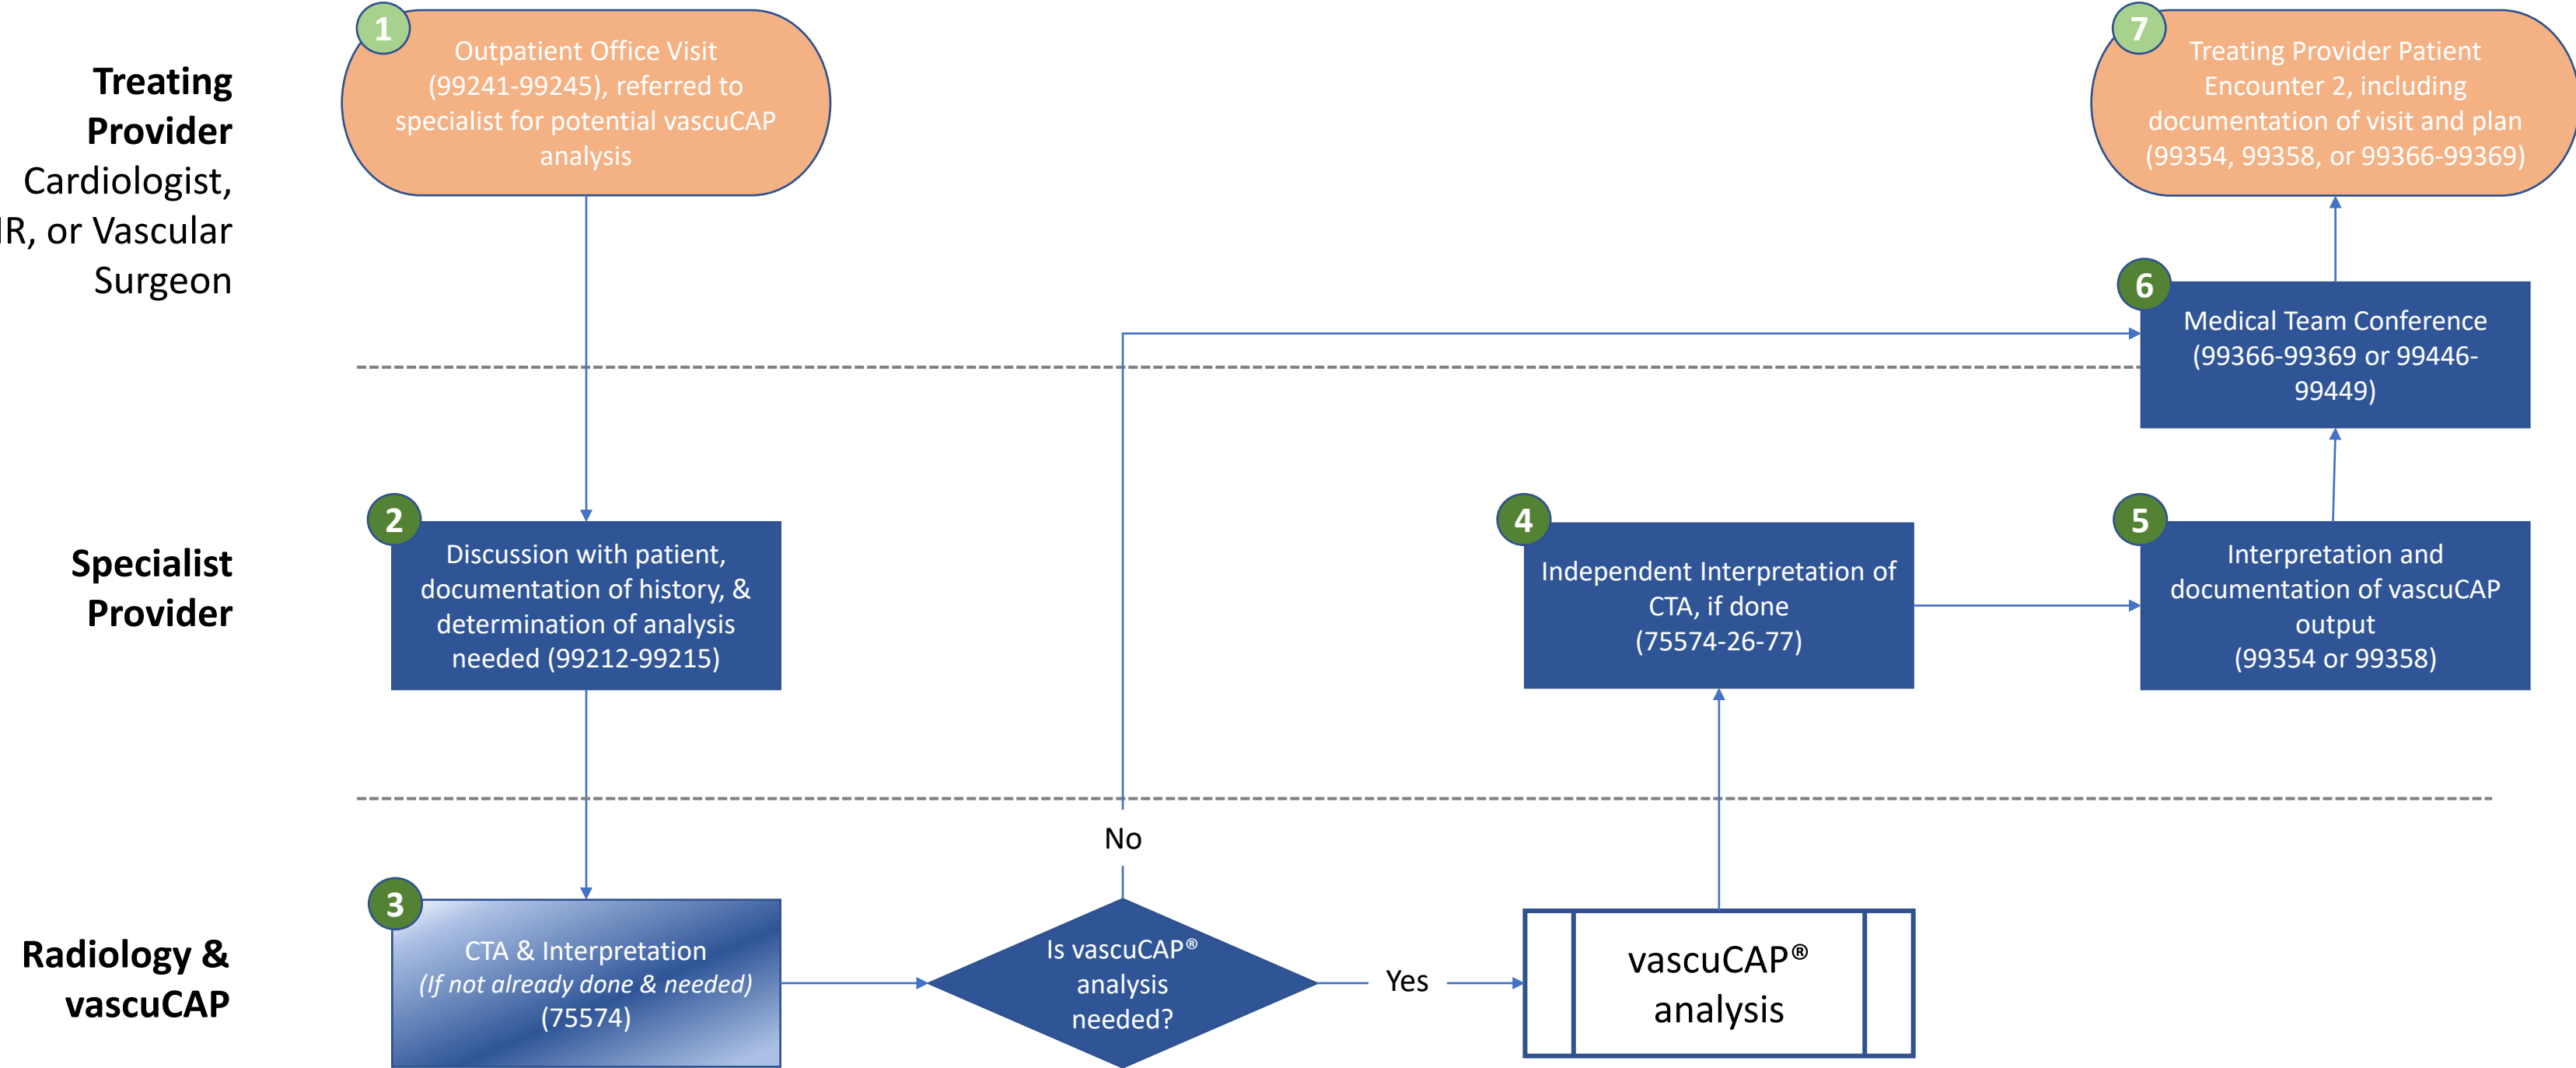 Treating
Provider
Cardiologist,
IR, or Vascular
Surgeon
1
Outpatient Office Visit
(99241-99245), referred to
specialist for potential vascuCAP
analysis
7
Treating Provider Patient
Encounter 2, including
documentation of visit and plan
(99354, 99358, or 99366-99369)
6
Medical Team Conference
(99366-99369 or 99446-
99449)
Specialist
Provider
2
Discussion with patient,
documentation of history, &
determination of analysis
needed (99212-99215)
4
Independent Interpretation of
CTA, if done
(75574-26-77)
5
Interpretation and
documentation of vascuCAP
output
(99354 or 99358)
Radiology &
vascuCAP
3
CTA & Interpretation
(If not already done & needed)
(75574)
No
Is vascuCAP®
analysis
needed?
Yes
vascuCAP®
analysis